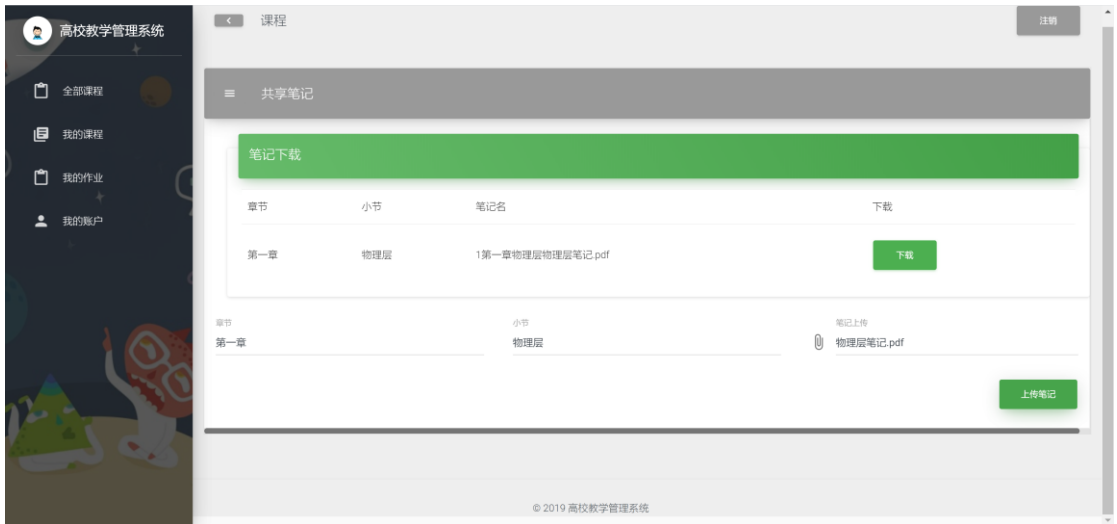 高校教学管理系统
课程
注销
全部课程
我的课程
我的作业
我的账户
共享笔记
笔记下载
章节 小节 笔记名 下载
第一章 物理层 1第一章物理层物理层笔记.pdf 下载
章节 小节 笔记上传
第一章 物理层 物理层笔记.pdf
上传笔记
© 2019 高校教学管理系统